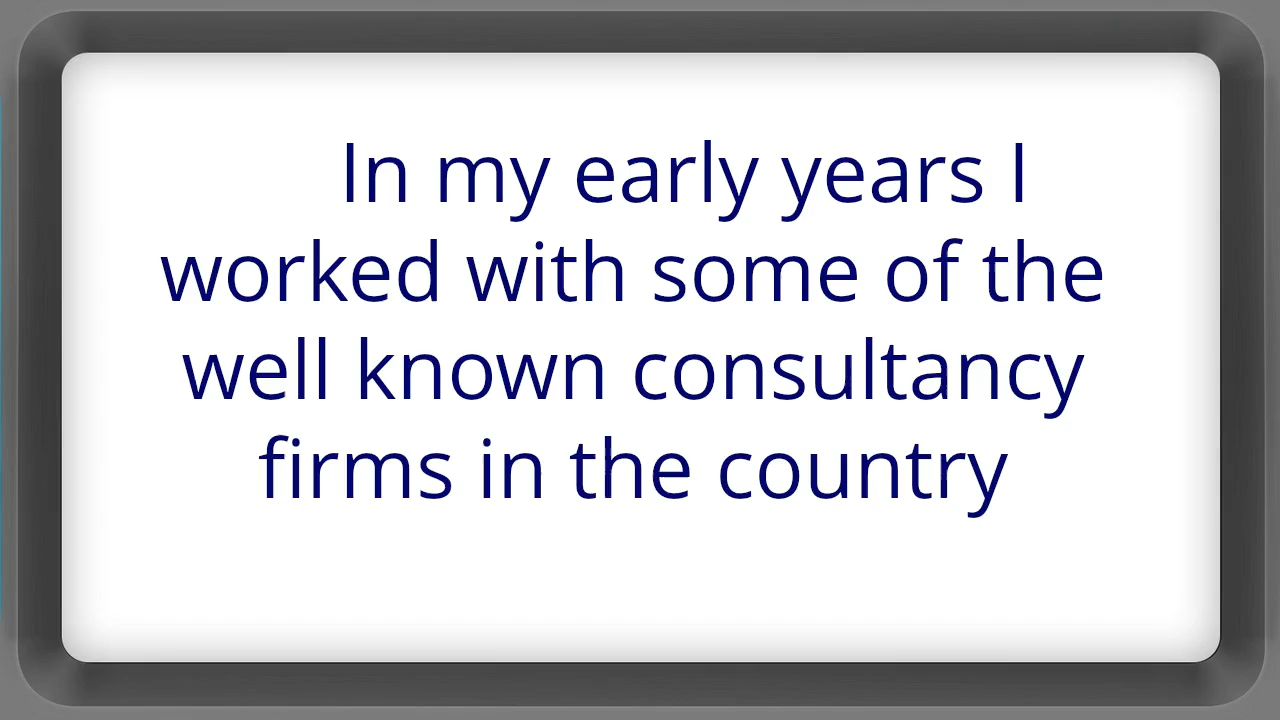 In my early years I
worked with some of the
well known consultancy
firms in the country